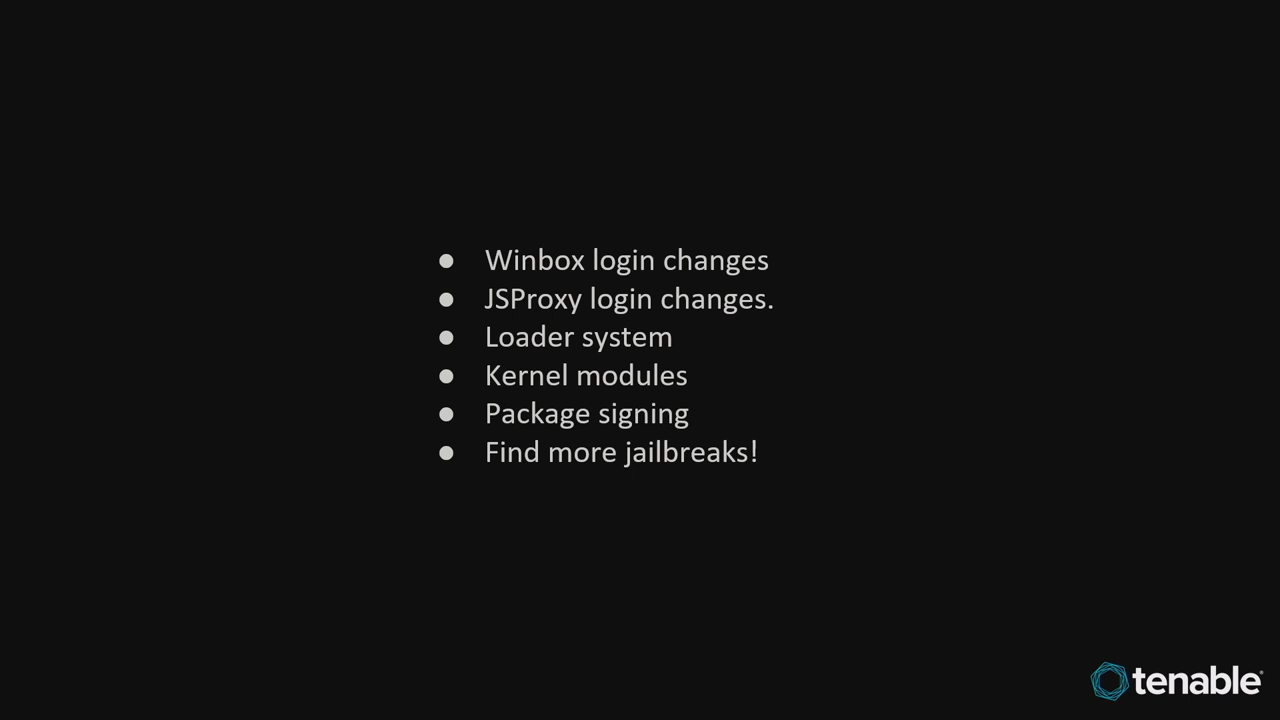 ● Winbox login changes
● JSProxy login changes.
● Loader system
● Kernel modules
● Package signing
● Find more jailbreaks!
tenable®